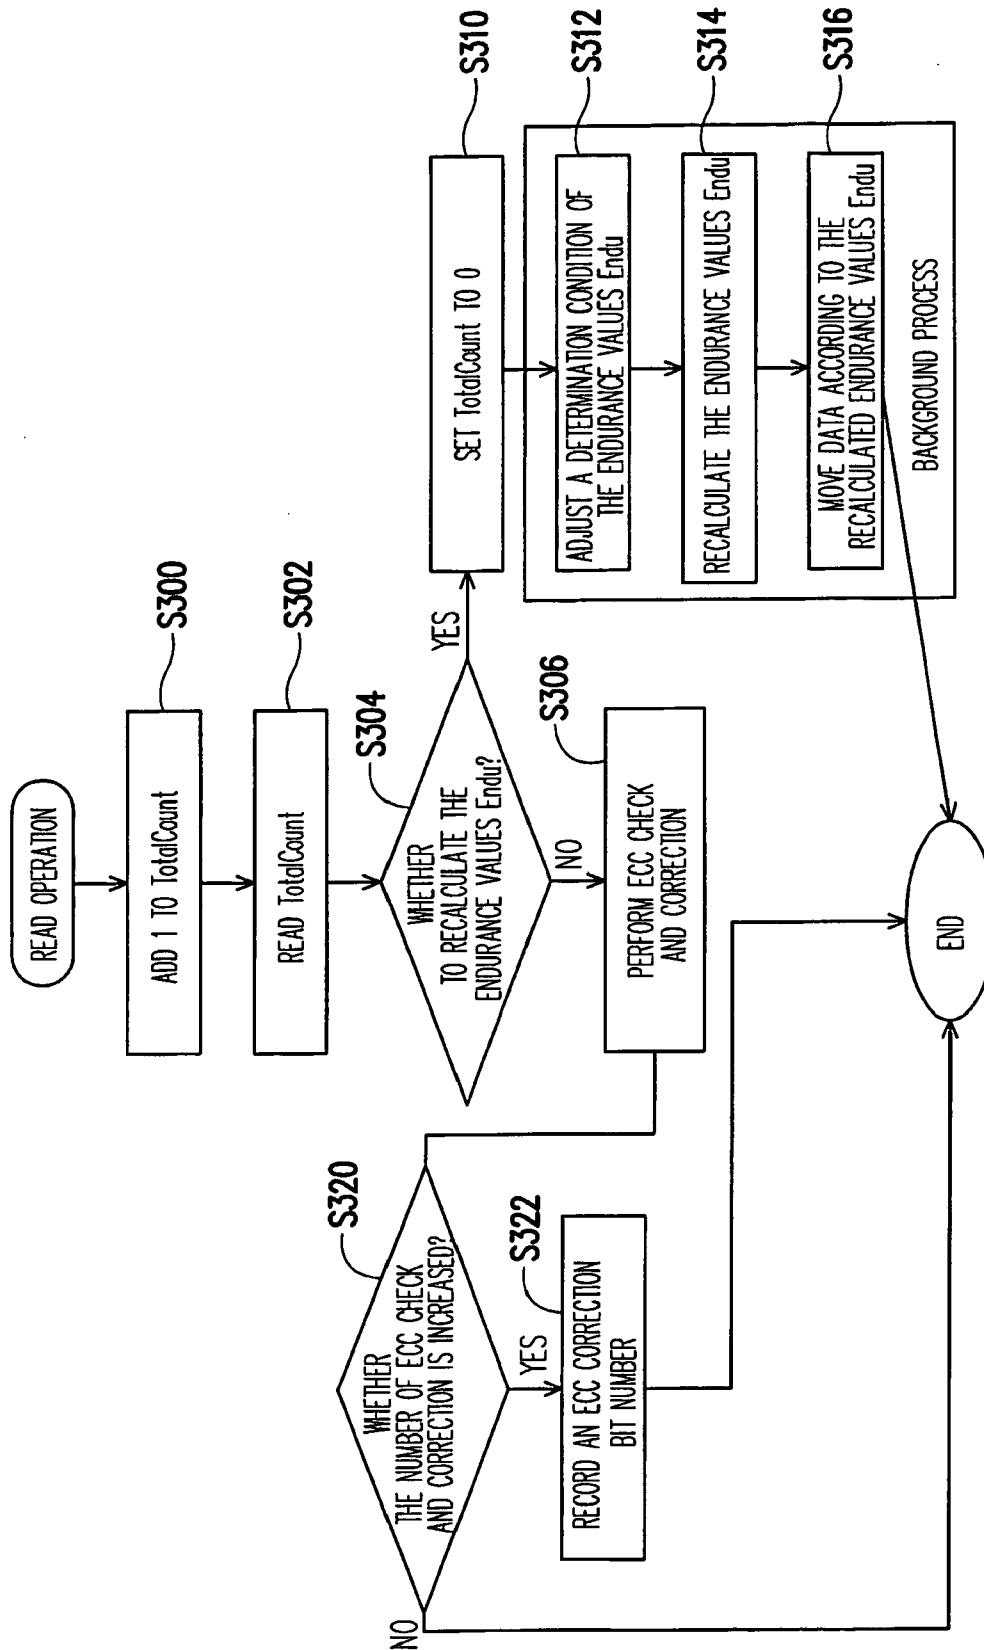 READ OPERATION
ADD 1 TO TotalCount
S300
READ TotalCount
S302
WHETHER
TO RECALCULATE THE
ENDURANCE VALUES Endu?
S304
YES
NO
SET TotalCount TO 0
S310
ADJUST A DETERMINATION CONDITION OF
THE ENDURANCE VALUES Endu
S312
RECALCULATE THE ENDURANCE VALUES Endu
S314
MOVE DATA ACCORDING TO THE
RECALCULATED ENDURANCE VALUES Endu
S316
BACKGROUND PROCESS
PERFORM ECC CHECK
AND CORRECTION
S306
WHETHER
THE NUMBER OF ECC CHECK
AND CORRECTION IS INCREASED?
S320
YES
NO
RECORD AN ECC CORRECTION
BIT NUMBER
S322
END